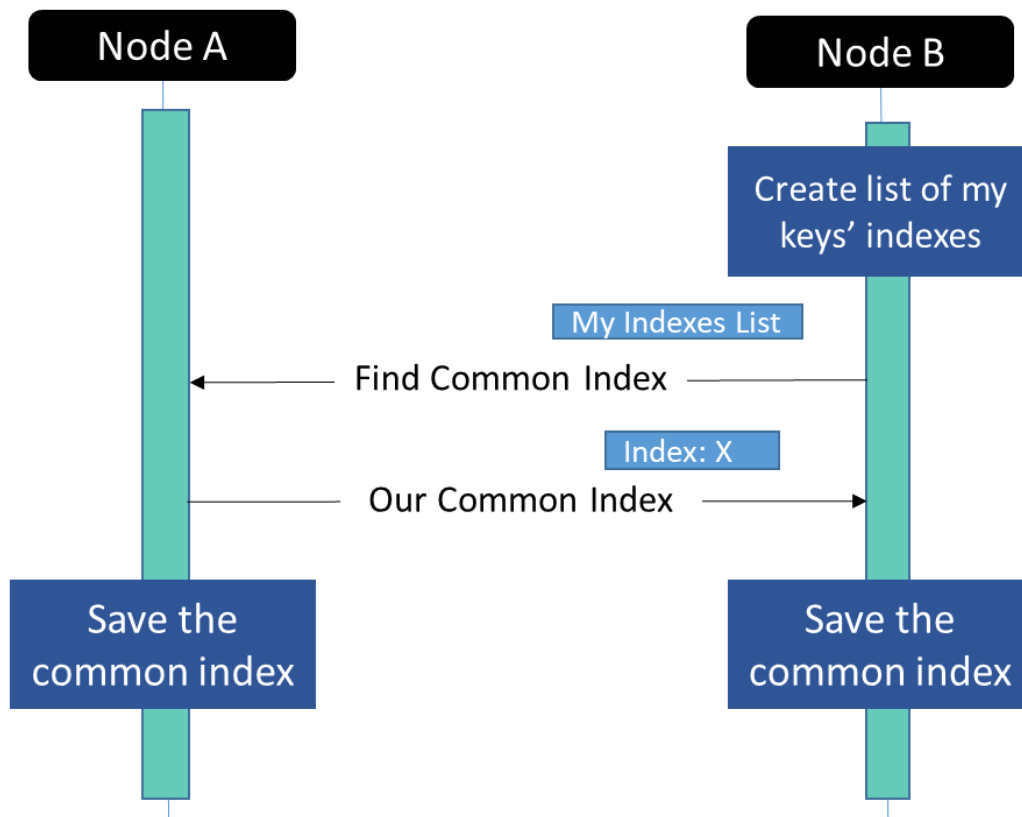 Node A
Node B
Create list of my
keys’ indexes
My Indexes List
Find Common Index
Index: X
Our Common Index
Save the
common index
Save the
common index